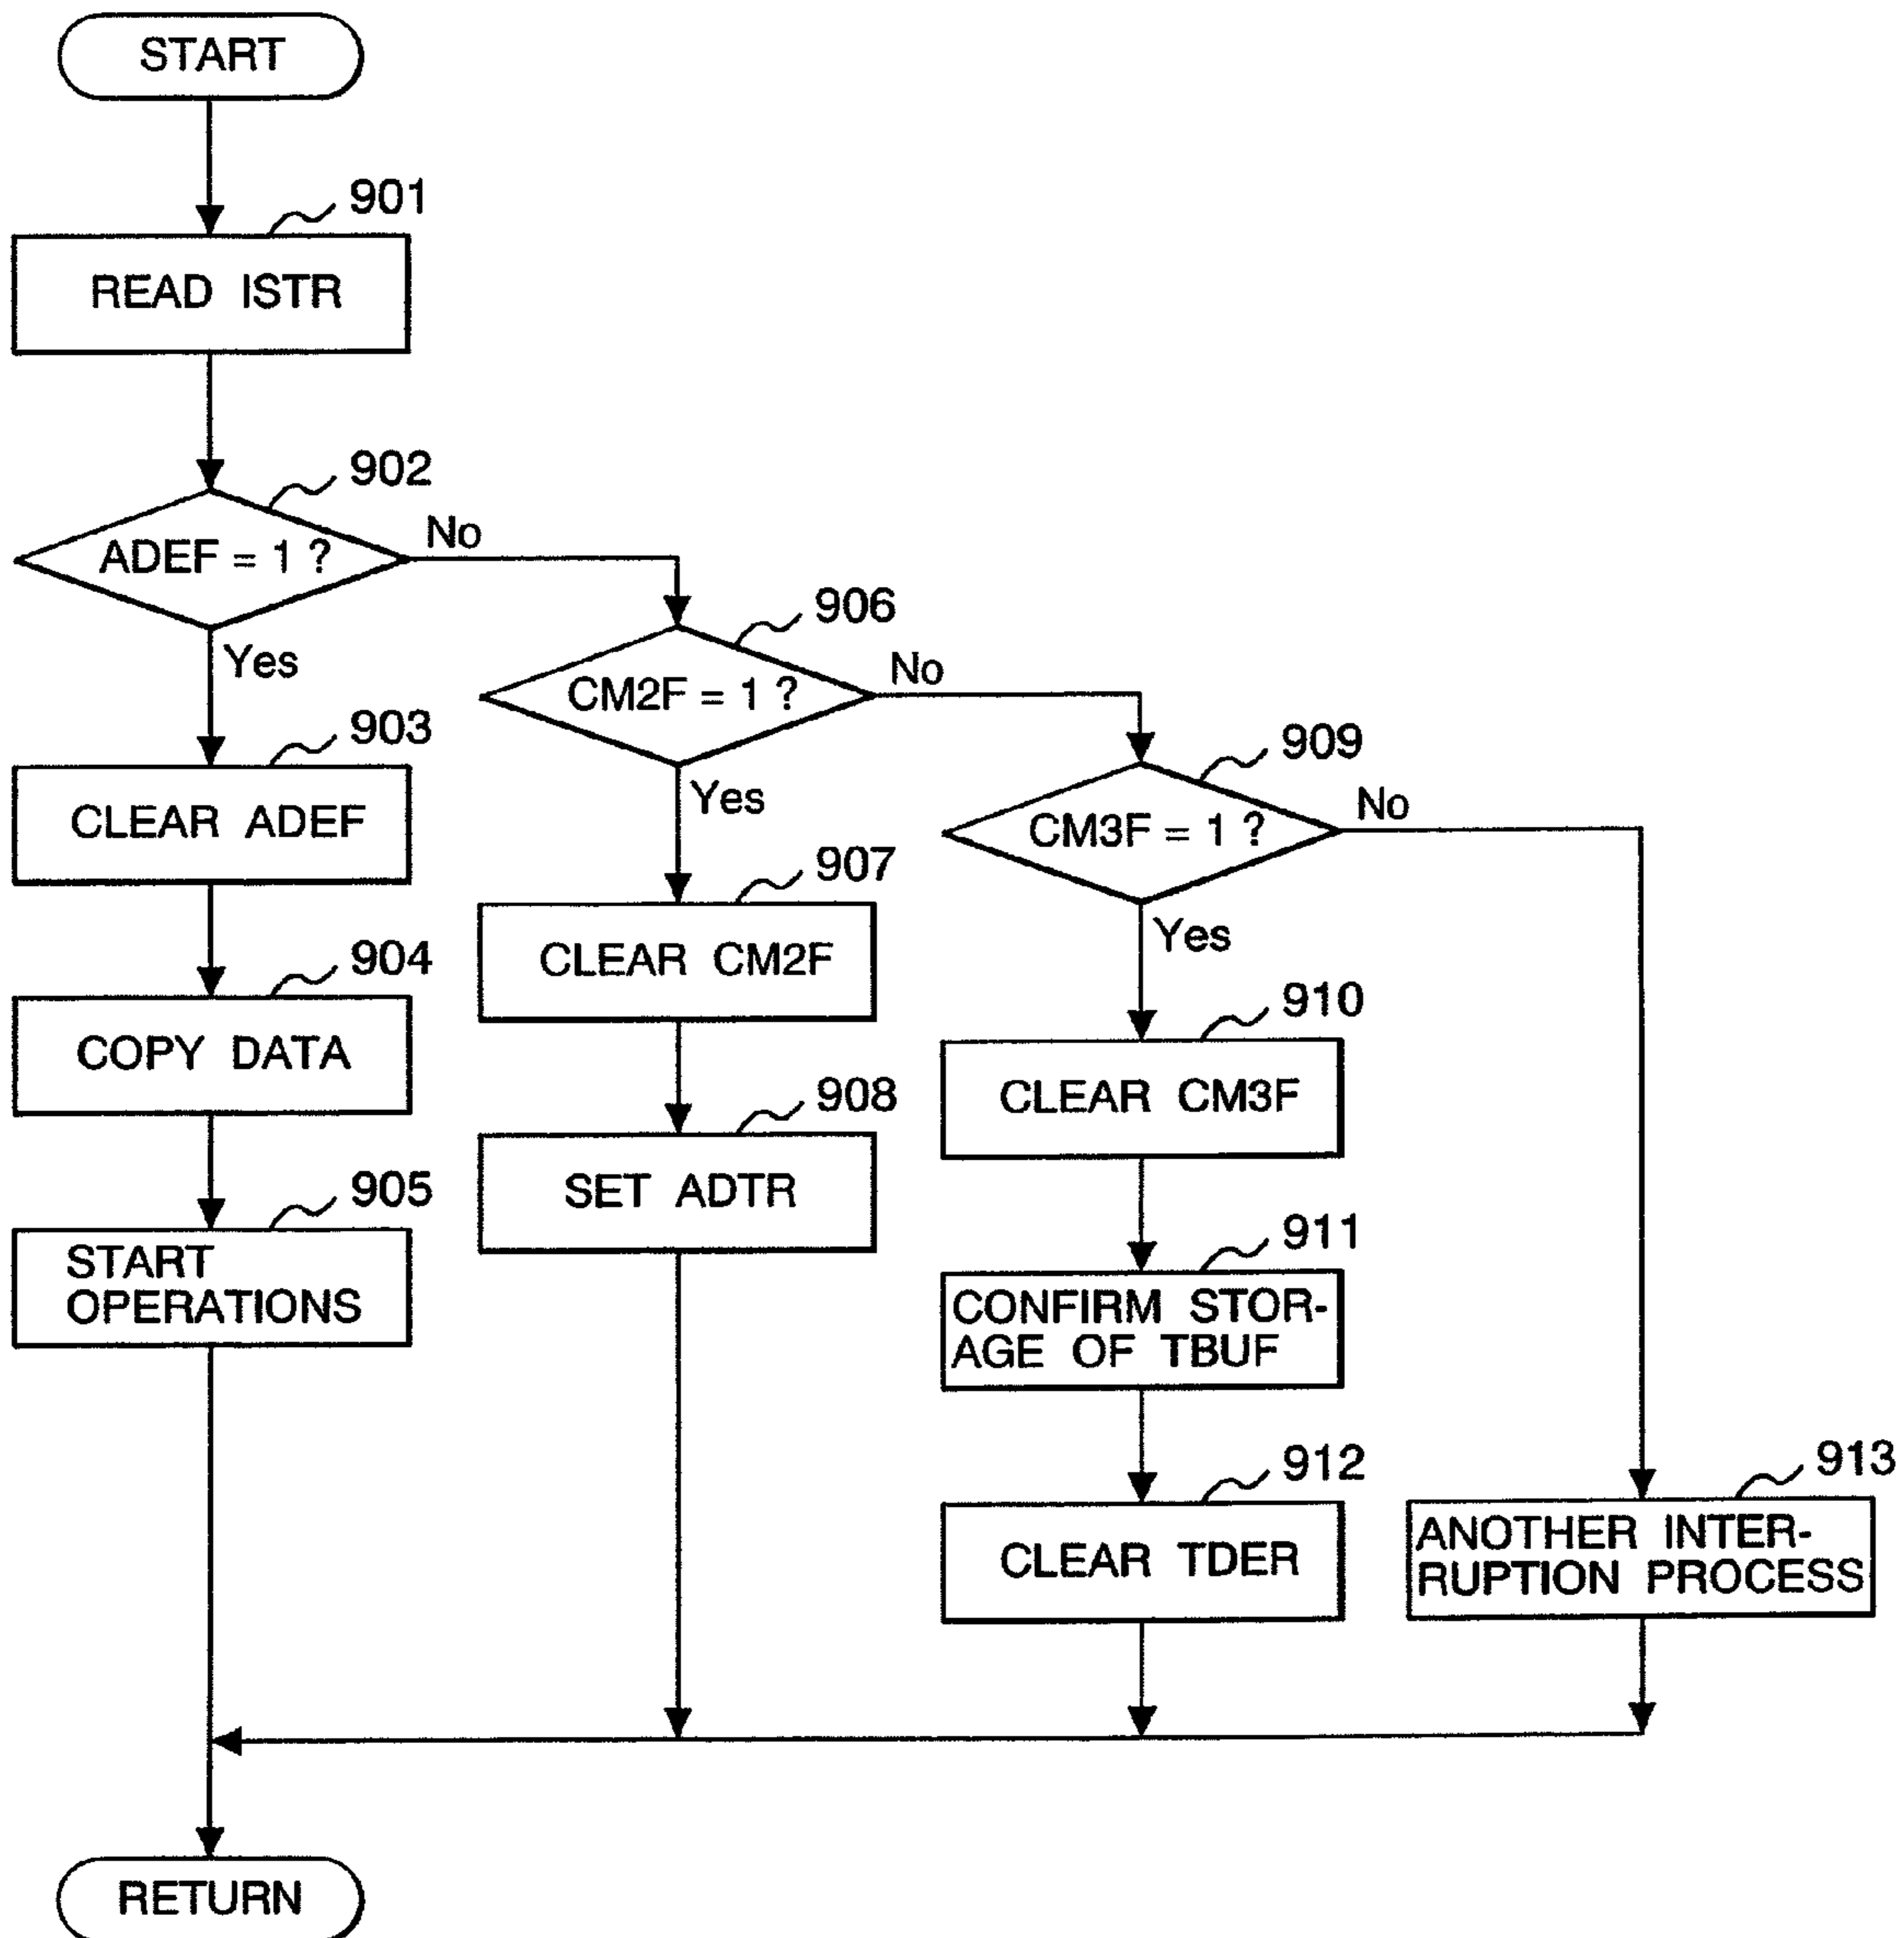 START
901
READ ISTR
902
ADEF = 1 ?
No
Yes
906
CM2F = 1 ?
No
Yes
903
CLEAR ADEF
909
CM3F = 1 ?
No
Yes
907
CLEAR CM2F
904
COPY DATA
910
CLEAR CM3F
908
SET ADTR
905
START
OPERATIONS
911
CONFIRM STOR-
AGE OF TBUF
912
CLEAR TDER
913
ANOTHER INTER-
RUPTION PROCESS
RETURN